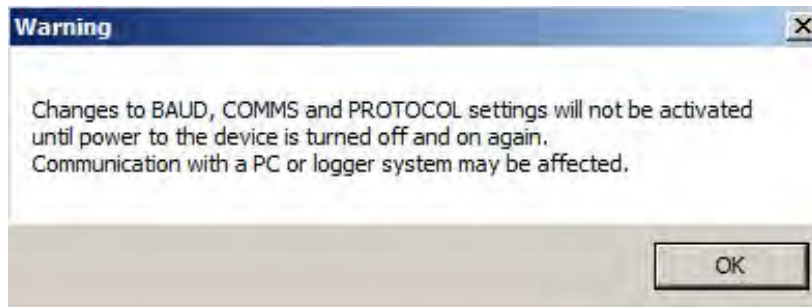 Warning
Changes to BAUD, COMMS and PROTOCOL settings will not be activated
until power to the device is turned off and on again.
Communication with a PC or logger system may be affected.
OK